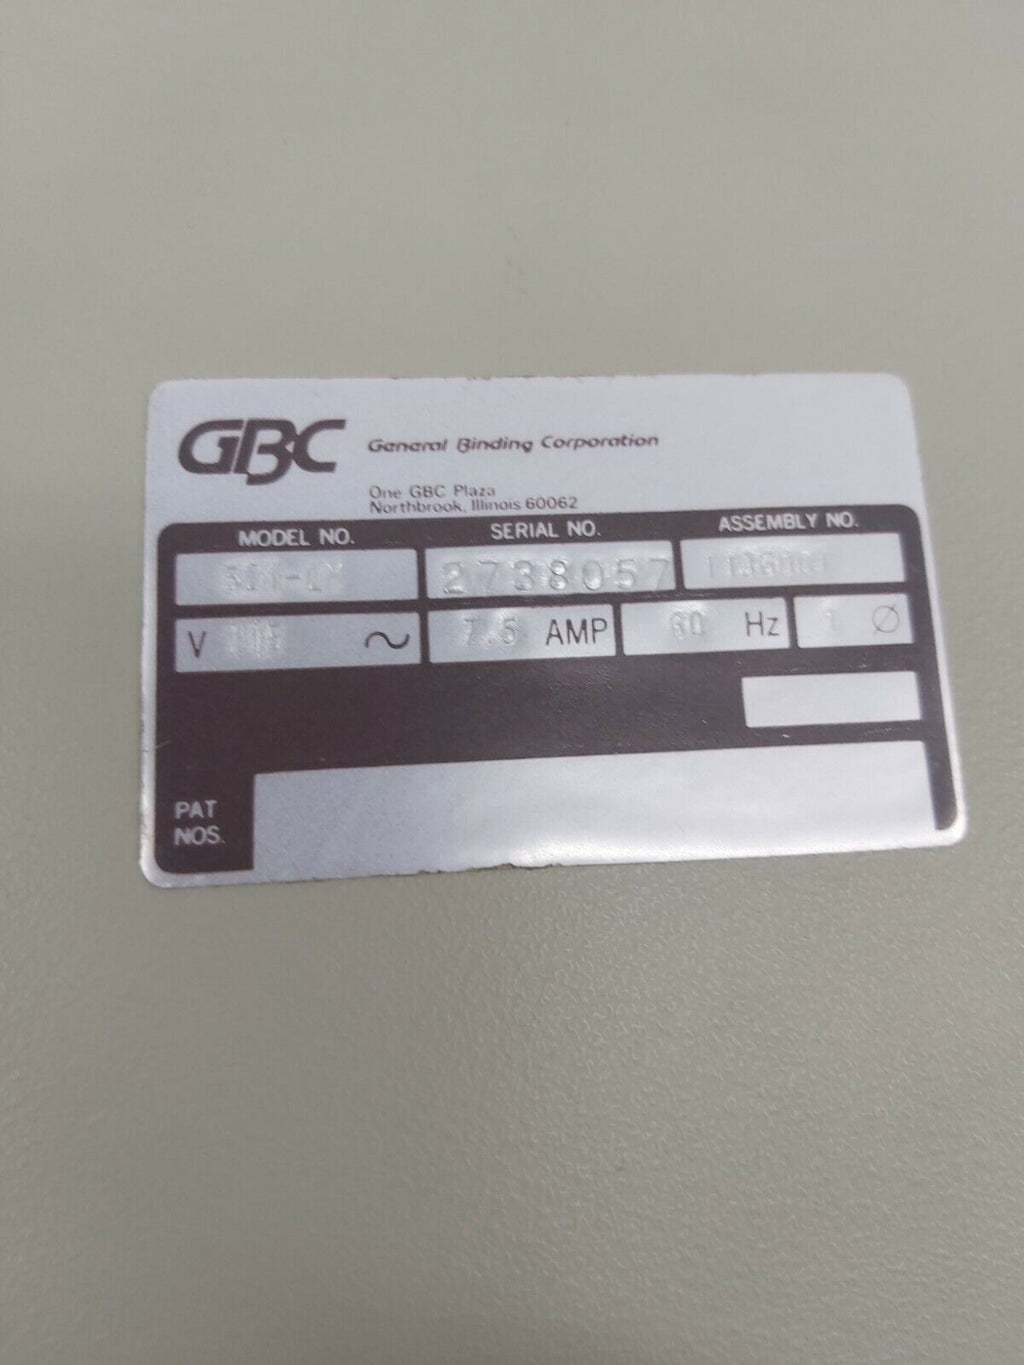 GBC General Binding Corporation
One GBC Plaza
Northbrook, Illinois 60062
MODEL NO. SERIAL NO. ASSEMBLY NO.
2738057
V ~ 7.5 AMP 60 Hz 1 Ø
PAT
NOS.